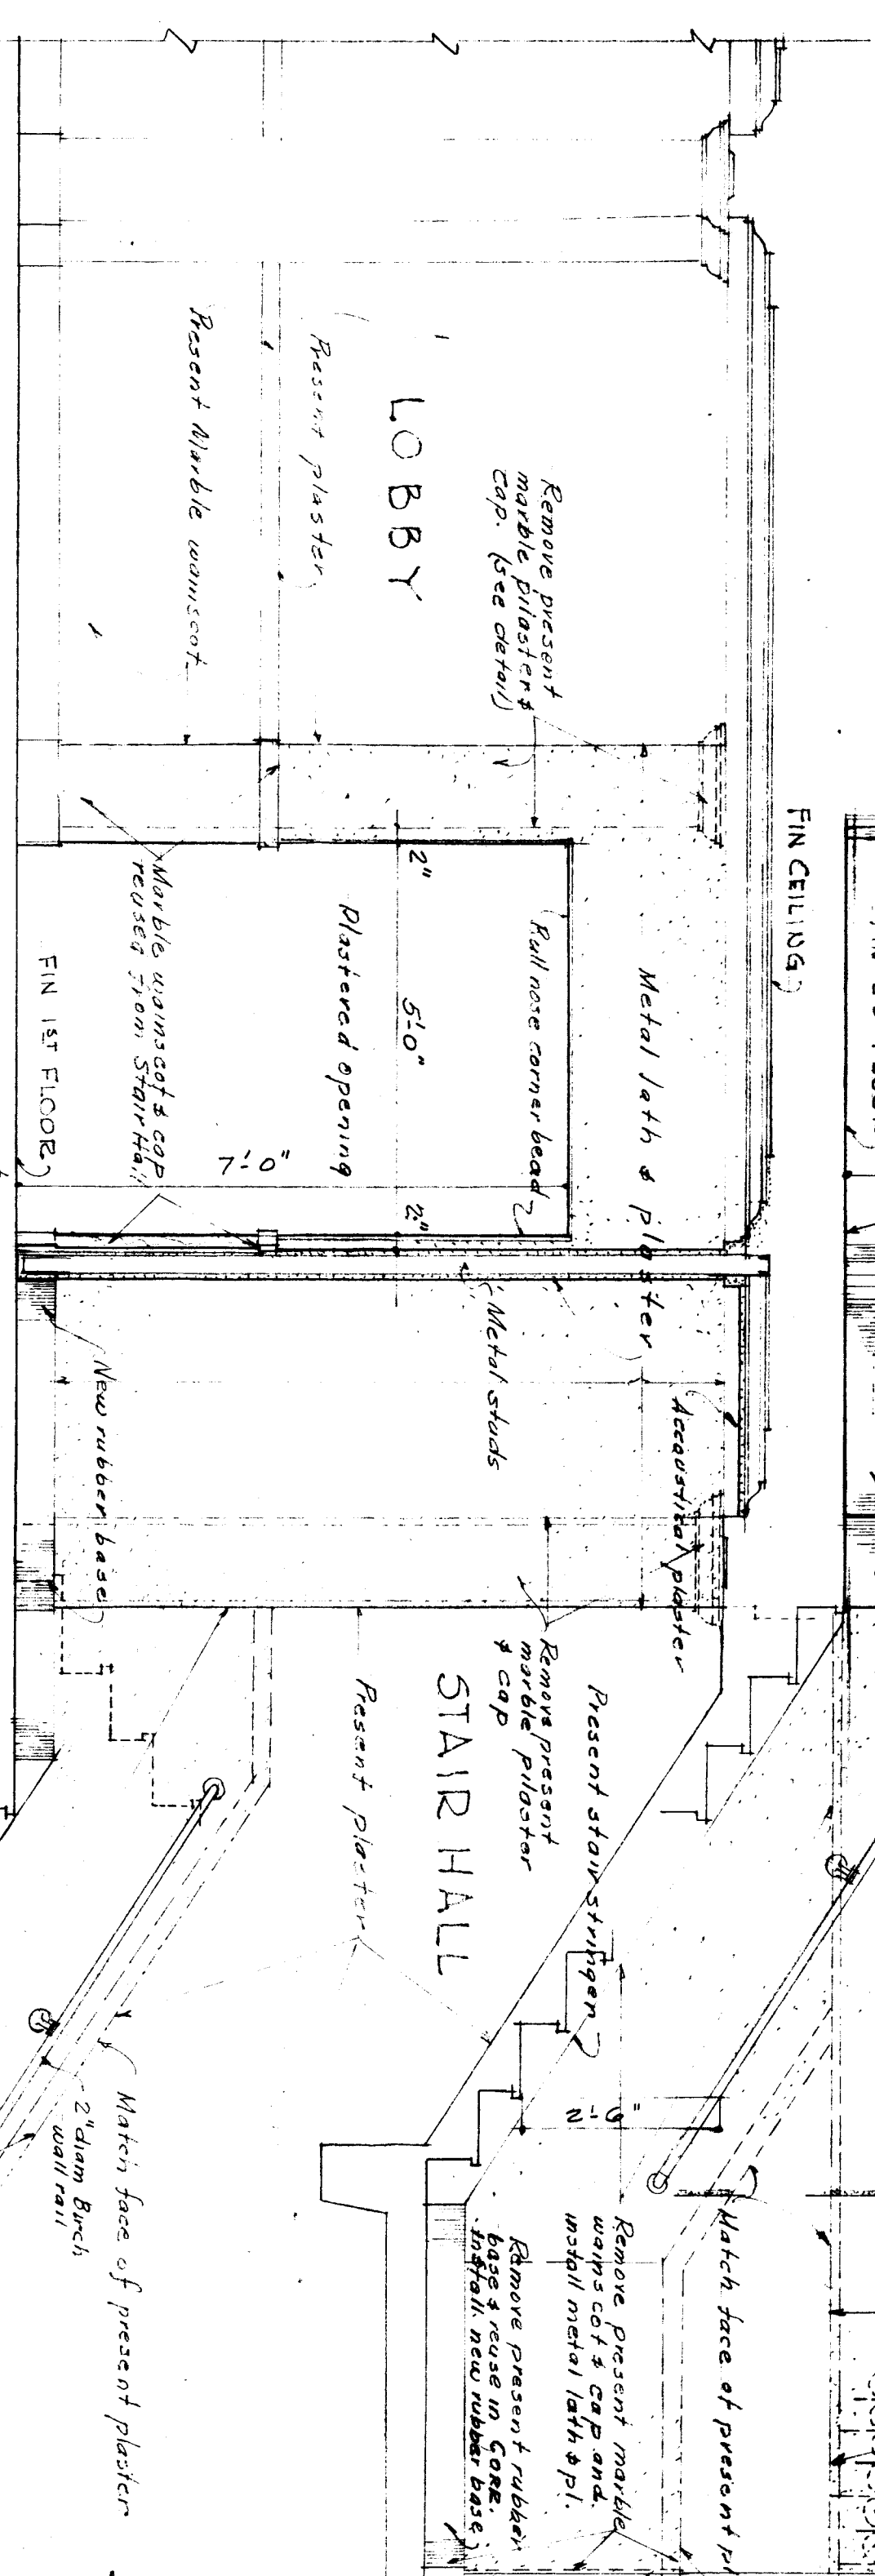 LOBBY
Present plaster
Present Marble wainscot
Remove present
marble pilaster &
cap. (see detail)
FIN CEILING
Metal lath & plaster
Bull nose corner bead
2"
5'-0"
2"
Plastered opening
7'-0"
Marble wainscot & cap
reused from Stair Hall
FIN 1ST FLOOR
Metal studs
New rubber base
Accaustical plaster
Remove present
marble pilaster
& cap
STAIR HALL
Present plaster
Present stair stringer
2'-6"
Match face of present plaster
2" diam Birch
wall rail
Remove present marble
wainscot & cap and
install metal lath & pl.
Remove present rubber
base & reuse in Corr.
install new rubber base
Match face of present pl